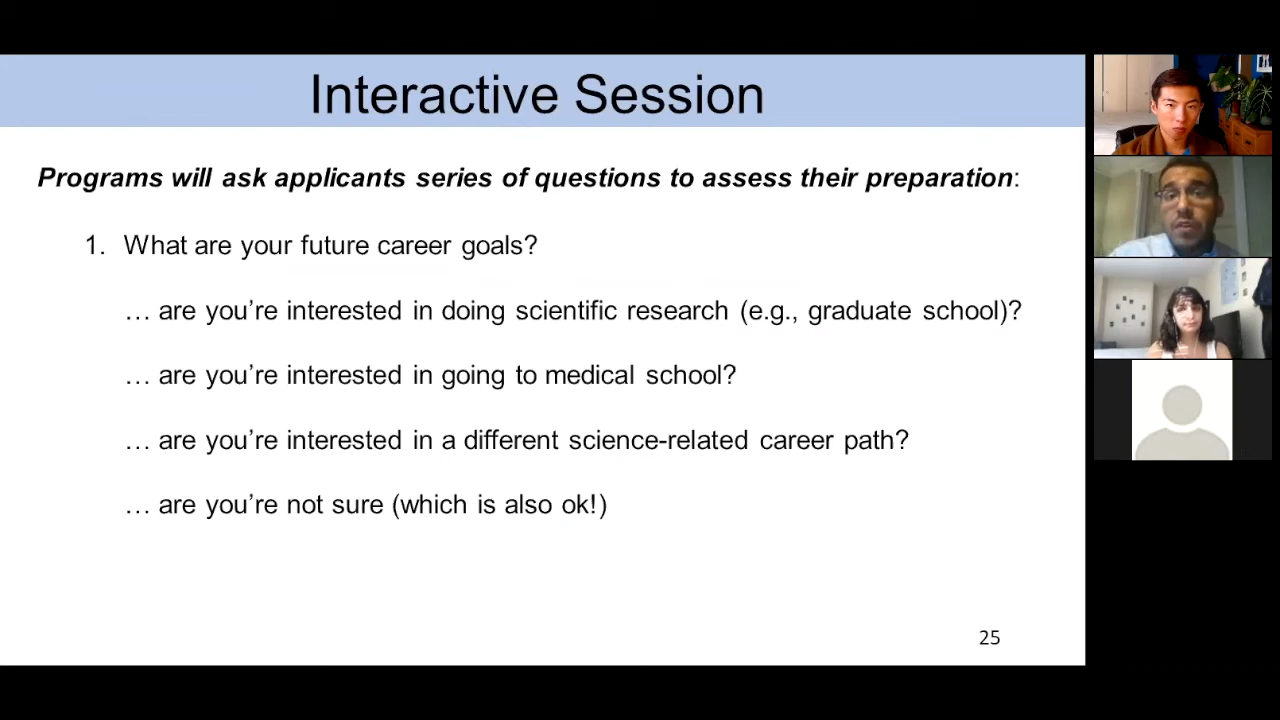 Interactive Session
Programs will ask applicants series of questions to assess their preparation:
1. What are your future career goals?
… are you’re interested in doing scientific research (e.g., graduate school)?
… are you’re interested in going to medical school?
… are you’re interested in a different science-related career path?
… are you’re not sure (which is also ok!)
25